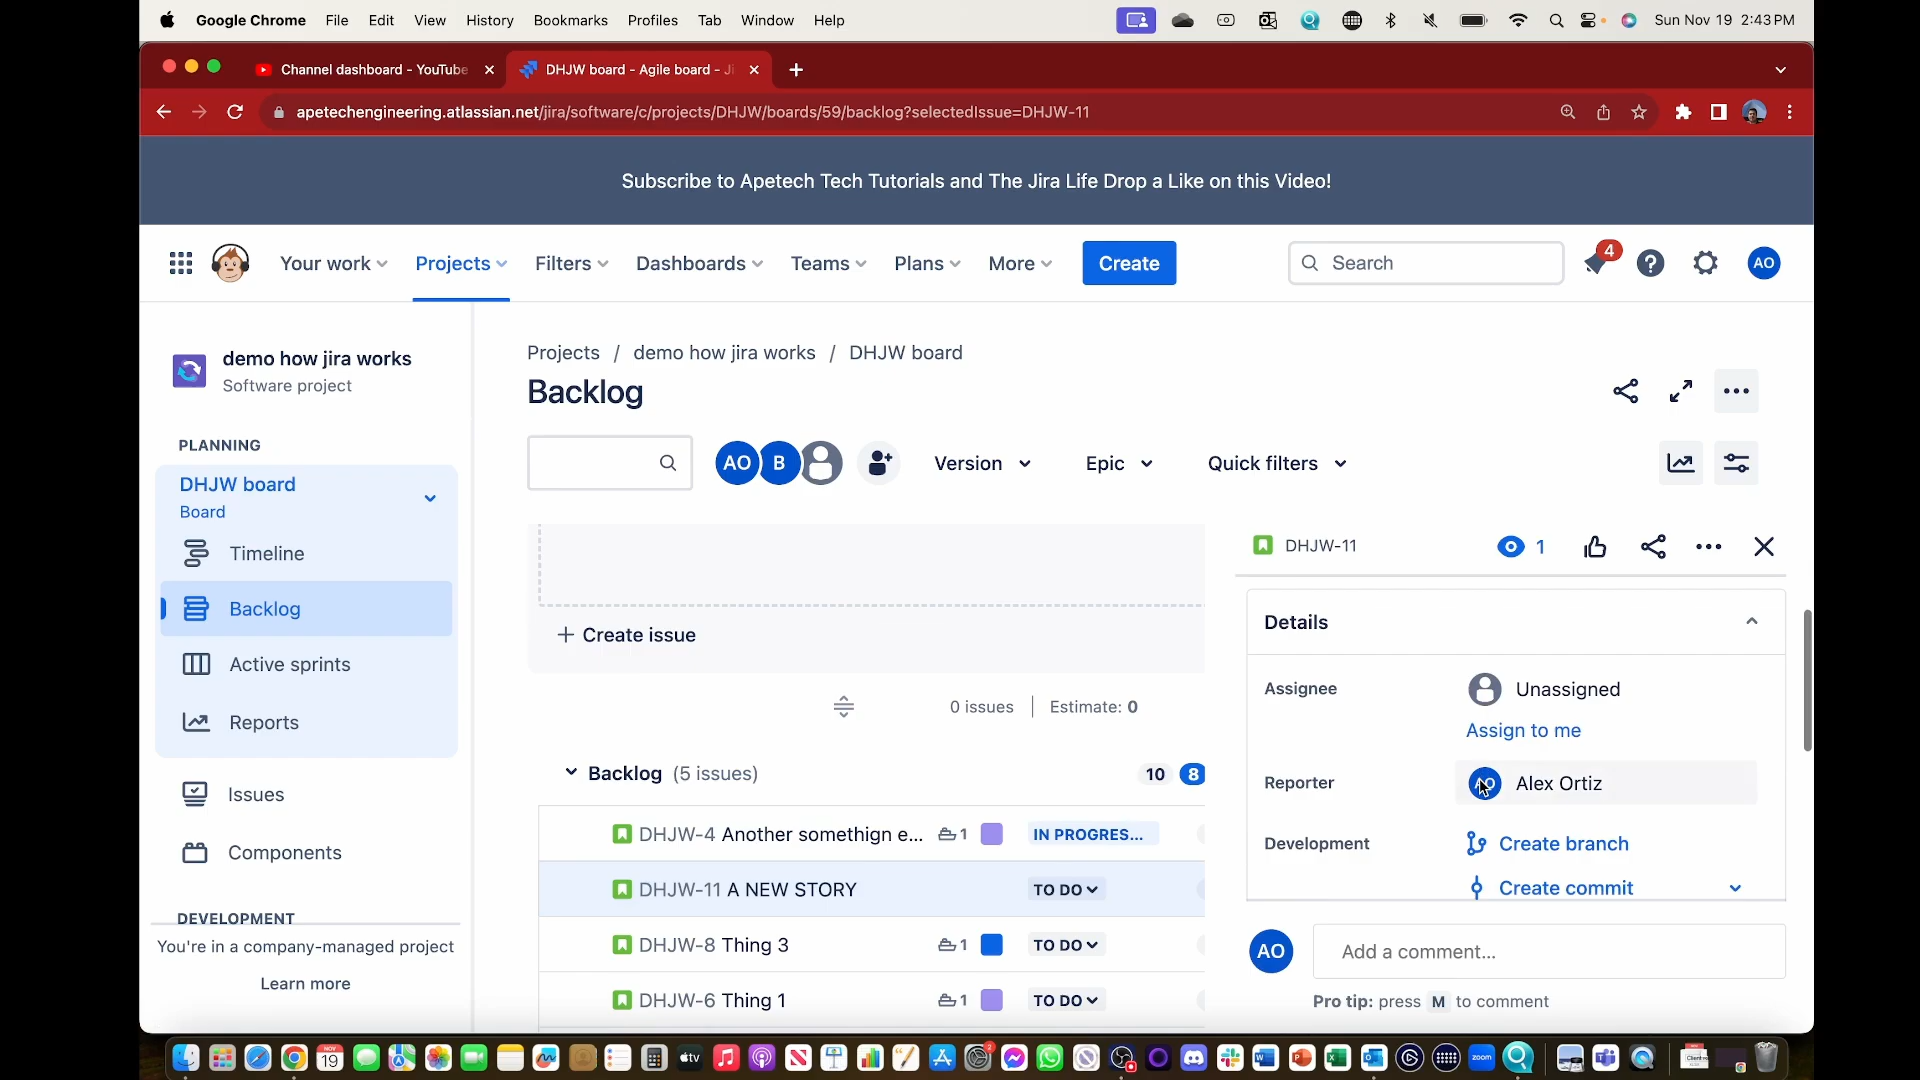 Google Chrome File Edit View History Bookmarks Profiles Tab Window Help
Sun Nov 19 2:43 PM
Channel dashboard - YouTube
DHJW board - Agile board - Ji
apetechengineering.atlassian.net/jira/software/c/projects/DHJW/boards/59/backlog?selectedIssue=DHJW-11
Subscribe to Apetech Tech Tutorials and The Jira Life Drop a Like on this Video!
Your work Projects Filters Dashboards Teams Plans More Create
Search
4
AO
demo how jira works
Software project
PLANNING
DHJW board
Board
Timeline
Backlog
Active sprints
Reports
Issues
Components
DEVELOPMENT
You're in a company-managed project
Learn more
Projects / demo how jira works / DHJW board
Backlog
AO B
Version Epic Quick filters
+ Create issue
0 issues Estimate: 0
Backlog (5 issues)
10 8
DHJW-4 Another somethign e... 1 IN PROGRES...
DHJW-11 A NEW STORY TO DO
DHJW-8 Thing 3 1 TO DO
DHJW-6 Thing 1 1 TO DO
DHJW-11
1
Details
Assignee Unassigned
Assign to me
Reporter AO Alex Ortiz
Development Create branch
Create commit
AO Add a comment...
Pro tip: press M to comment
NOV
19
tv
2
zoom